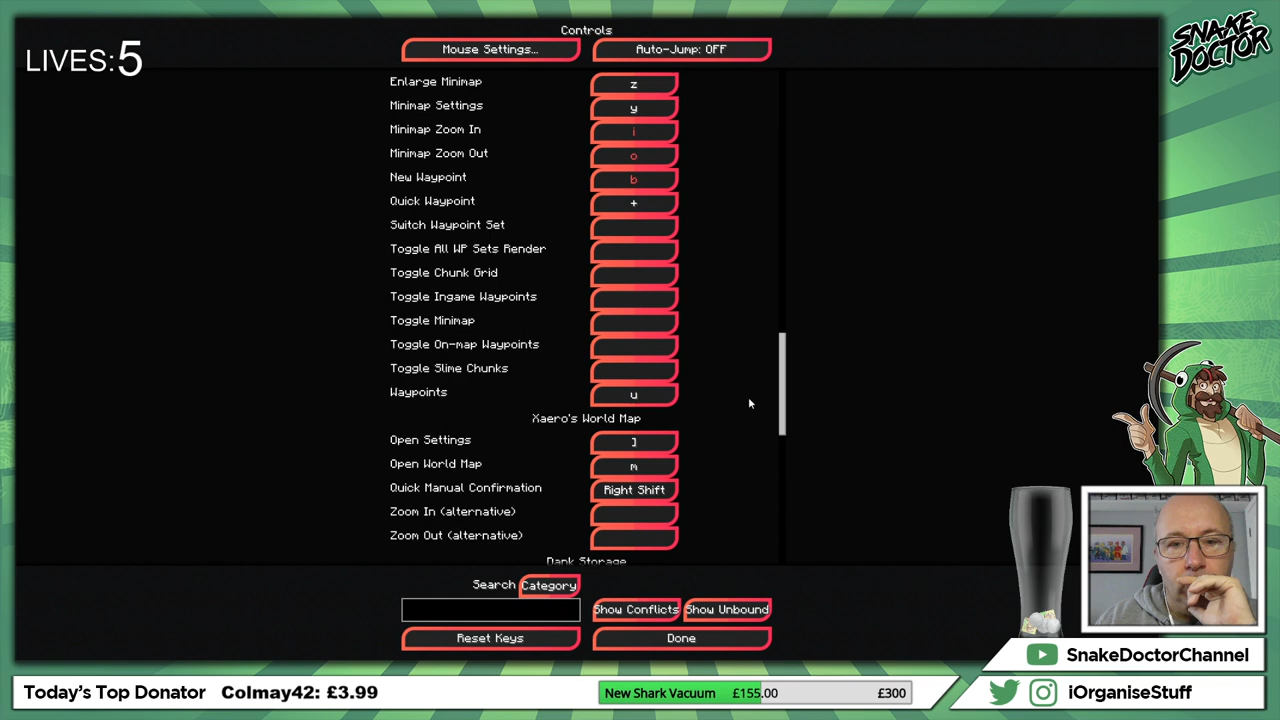 Controls
LIVES:5
Mouse Settings...
Auto-Jump: OFF
SNAKE
DOCTOR
Enlarge Minimap z
Minimap Settings y
Minimap Zoom In i
Minimap Zoom Out o
New Waypoint b
Quick Waypoint +
Switch Waypoint Set
Toggle All WP Sets Render
Toggle Chunk Grid
Toggle Ingame Waypoints
Toggle Minimap
Toggle On-map Waypoints
Toggle Slime Chunks
Waypoints u
Xaero's World Map
Open Settings ]
Open World Map m
Quick Manual Confirmation Right Shift
Zoom In (alternative)
Zoom Out (alternative)
Dank Storage
Search Category
Show Conflicts Show Unbound
Reset Keys Done
SnakeDoctorChannel
Today's Top Donator Colmay42: £3.99
New Shark Vacuum £155.00 £300
iOrganiseStuff